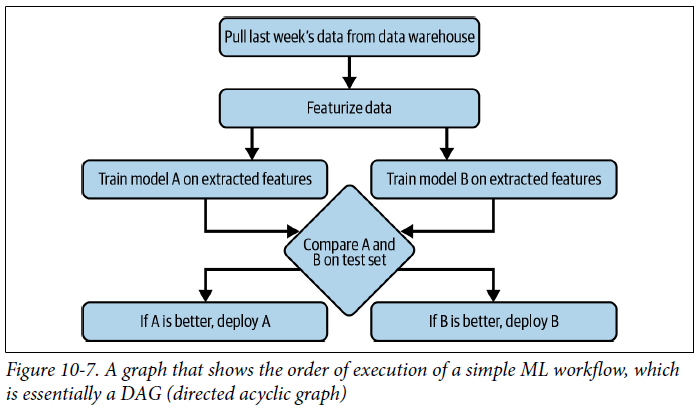 Pull last week's data from data warehouse
Featurize data
Train model A on extracted features
Train model B on extracted features
Compare A and
B on test set
If A is better, deploy A
If B is better, deploy B
Figure 10-7. A graph that shows the order of execution of a simple ML workflow, which
is essentially a DAG (directed acyclic graph)